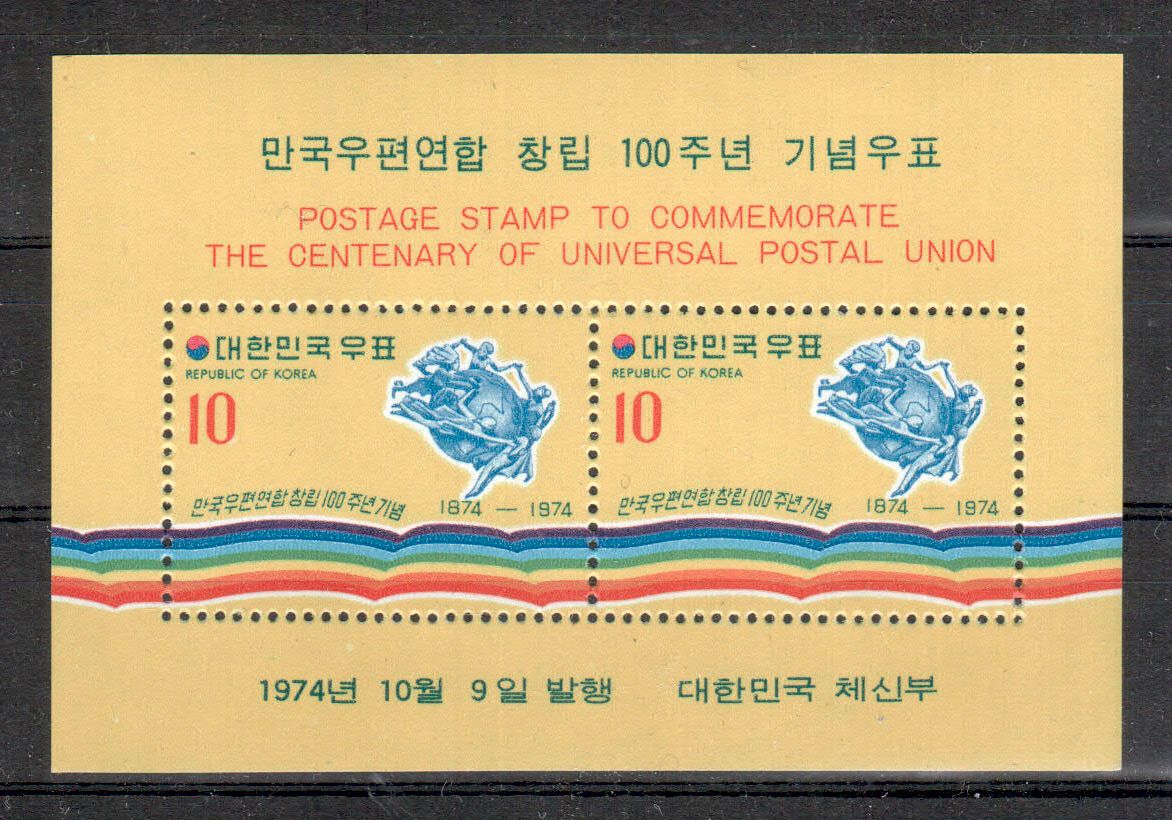 만국우편연합 창립 100주년 기념우표
POSTAGE STAMP TO COMMEMORATE
THE CENTENARY OF UNIVERSAL POSTAL UNION
대한민국우표
REPUBLIC OF KOREA
10
만국우편연합창립100주년기념
1874 — 1974
대한민국우표
REPUBLIC OF KOREA
10
만국우편연합창립100주년기념
1874 — 1974
1974년 10월 9일 발행 대한민국 체신부